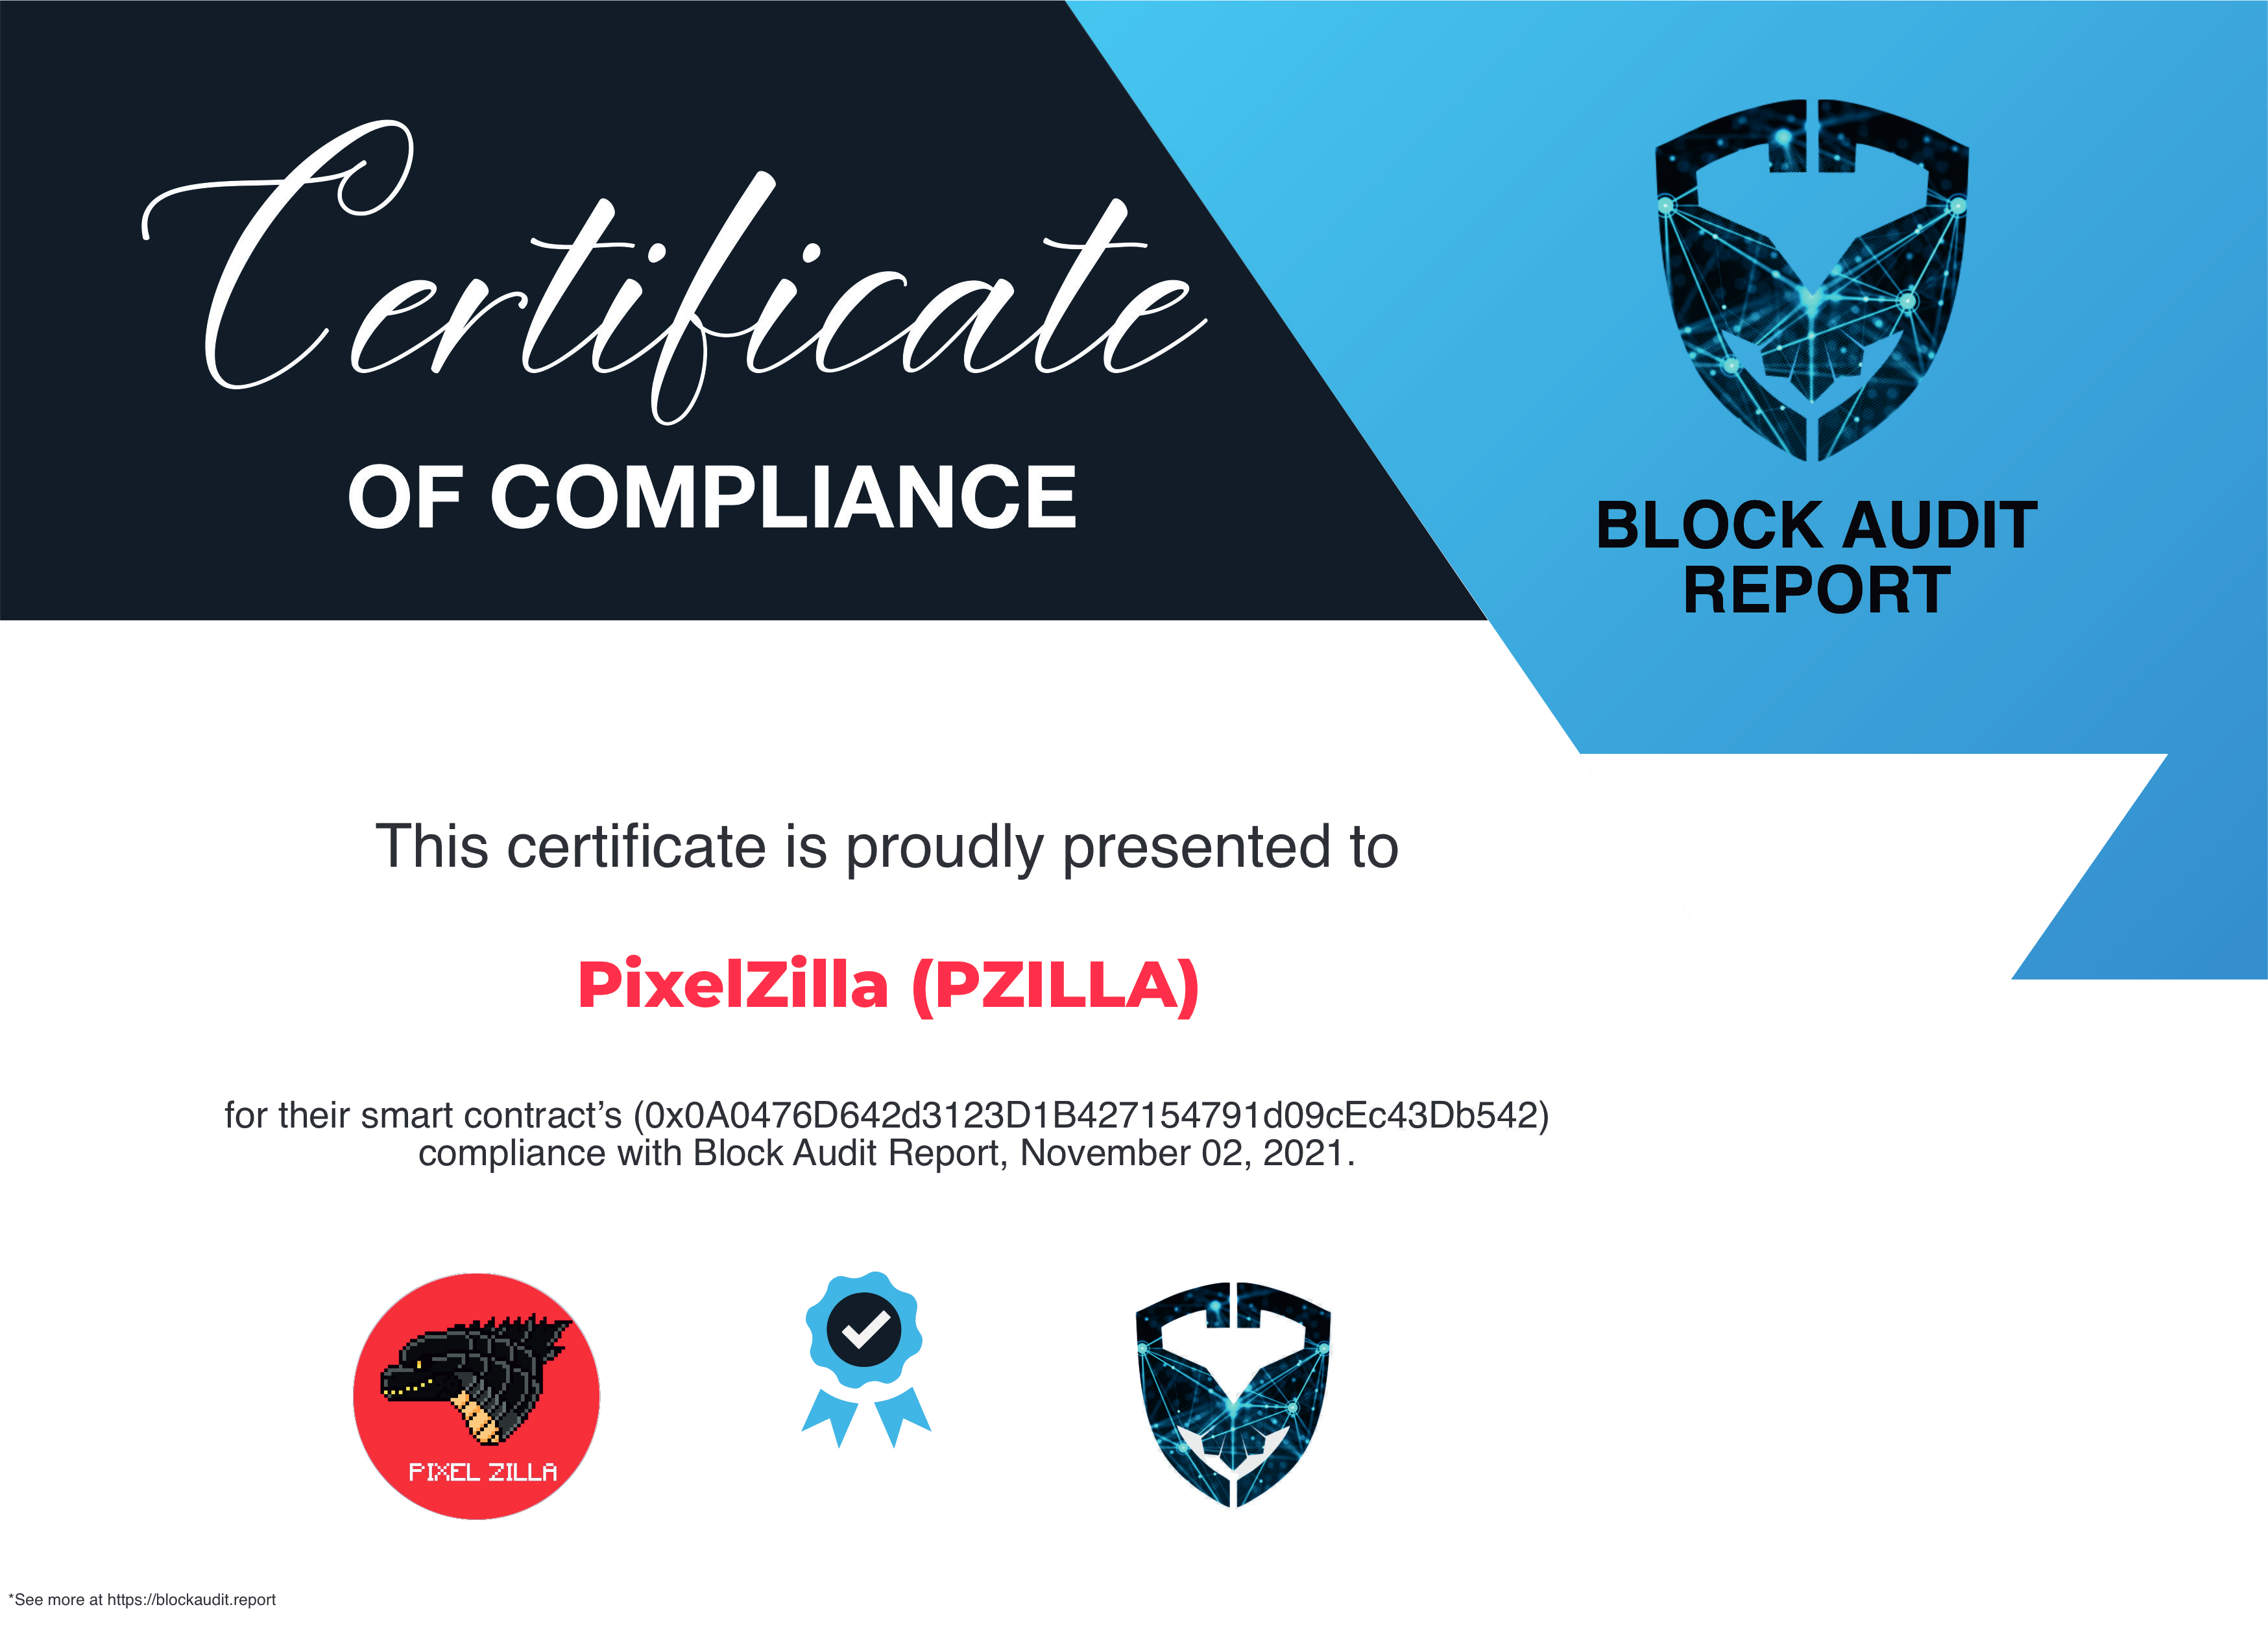 Certificate
OF COMPLIANCE
BLOCK AUDIT
REPORT
This certificate is proudly presented to
PixelZilla (PZILLA)
for their smart contract’s (0x0A0476D642d3123D1B427154791d09cEc43Db542)
compliance with Block Audit Report, November 02, 2021.
PIXEL ZILLA
*See more at https://blockaudit.report